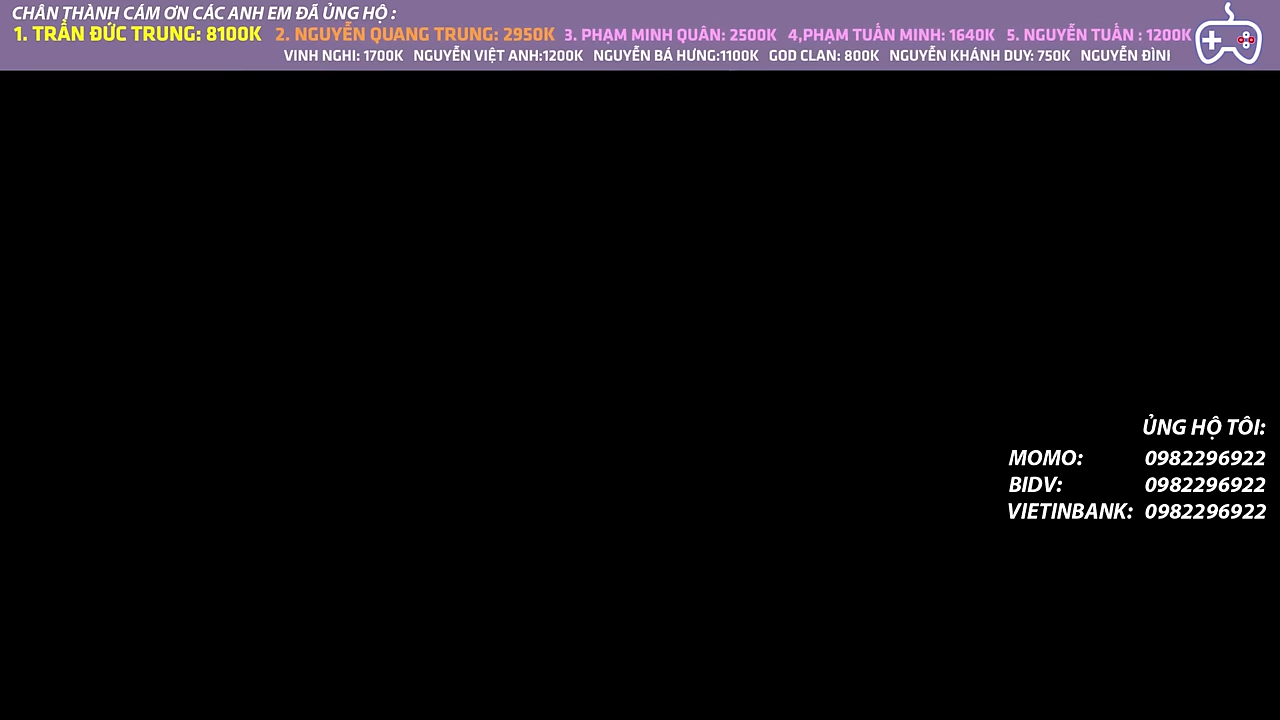 CHÂN THÀNH CÁM ƠN CÁC ANH EM ĐÃ ỦNG HỘ :
1. TRẦN ĐỨC TRUNG: 8100K 2. NGUYỄN QUANG TRUNG: 2950K 3. PHẠM MINH QUÂN: 2500K 4,PHẠM TUẤN MINH: 1640K 5. NGUYỄN TUẤN : 1200K
VINH NGHI: 1700K NGUYỄN VIỆT ANH:1200K NGUYỄN BÁ HƯNG:1100K GOD CLAN: 800K NGUYỄN KHÁNH DUY: 750K NGUYỄN ĐÌNI
ỦNG HỘ TÔI:
MOMO: 0982296922
BIDV: 0982296922
VIETINBANK: 0982296922